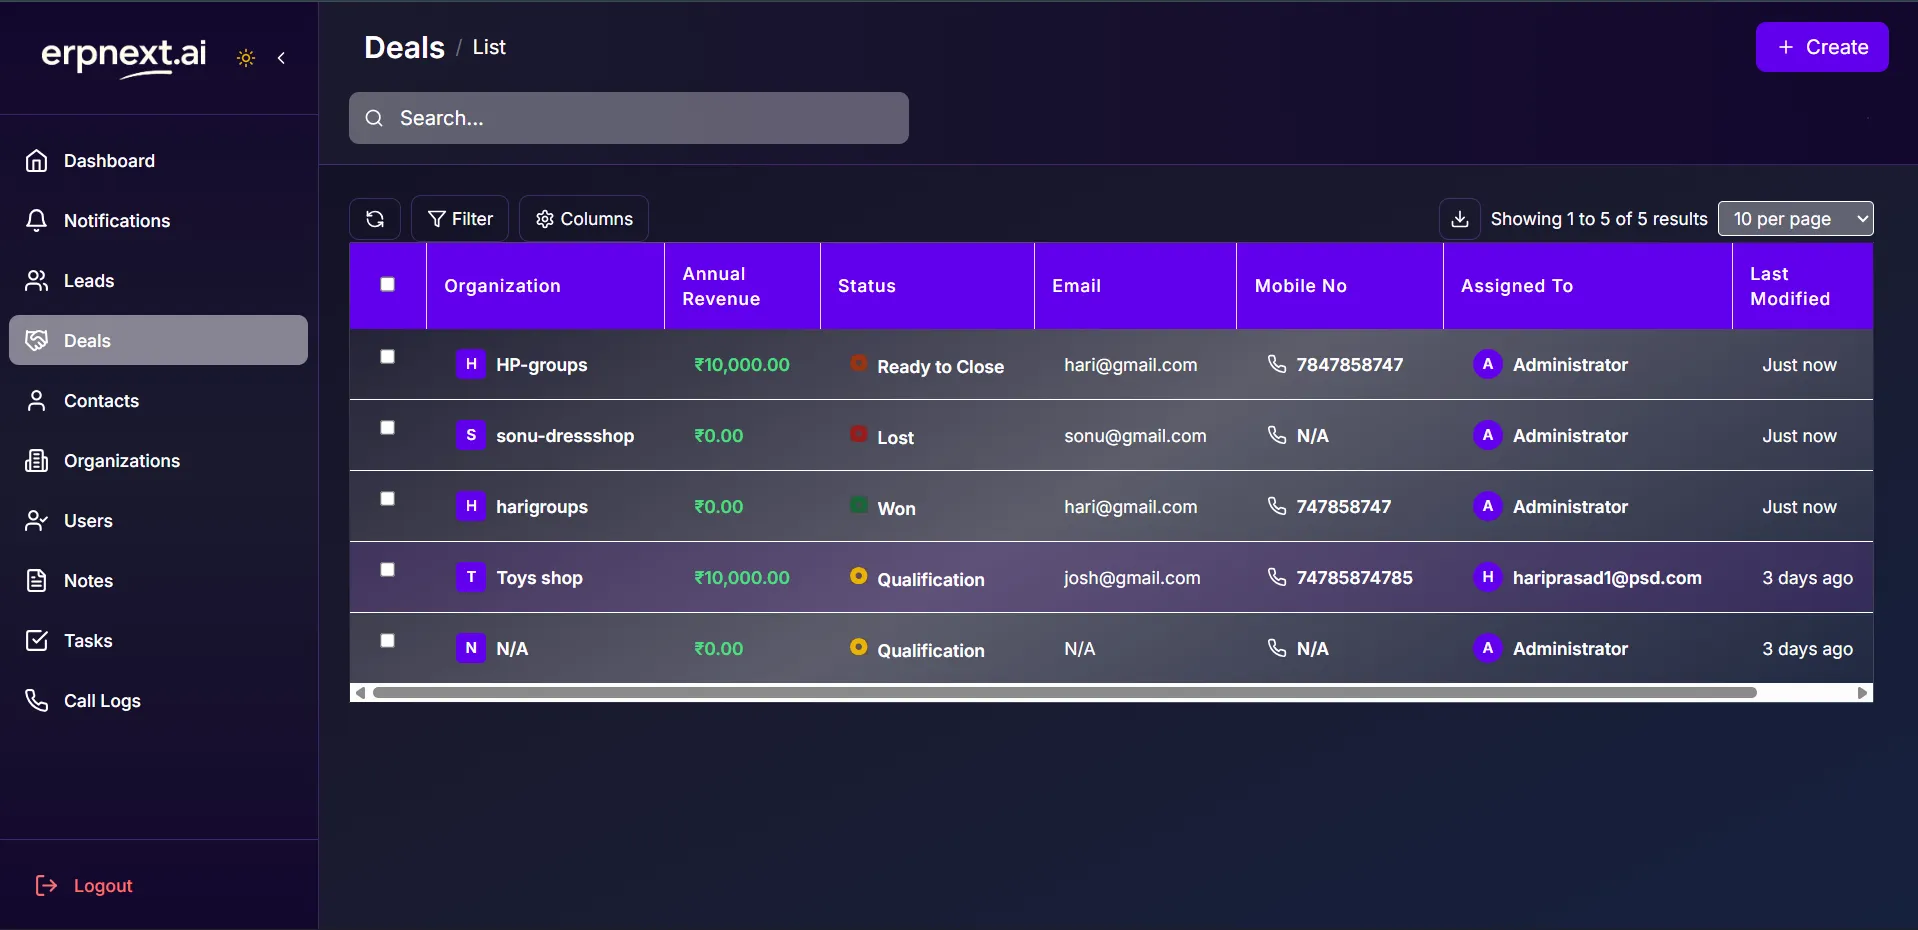 erpnext.ai
Dashboard
Notifications
Leads
Deals
Contacts
Organizations
Users
Notes
Tasks
Call Logs
Logout
Deals / List
+ Create
Search...
Filter Columns Showing 1 to 5 of 5 results 10 per page
Organization Annual Revenue Status Email Mobile No Assigned To Last Modified
H HP-groups ₹10,000.00 Ready to Close hari@gmail.com 7847858747 A Administrator Just now
S sonu-dressshop ₹0.00 Lost sonu@gmail.com N/A A Administrator Just now
H harigroups ₹0.00 Won hari@gmail.com 747858747 A Administrator Just now
T Toys shop ₹10,000.00 Qualification josh@gmail.com 74785874785 H hariprasad1@psd.com 3 days ago
N N/A ₹0.00 Qualification N/A N/A A Administrator 3 days ago